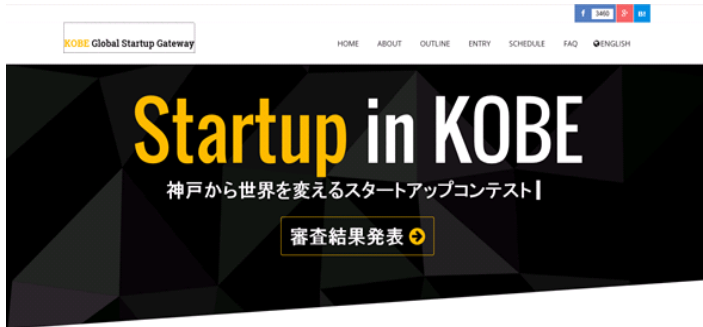 f 3460 B!
KOBE Global Startup Gateway
HOME ABOUT OUTLINE ENTRY SCHEDULE FAQ ENGLISH
Startup in KOBE
神戸から世界を変えるスタートアップコンテスト
審査結果発表